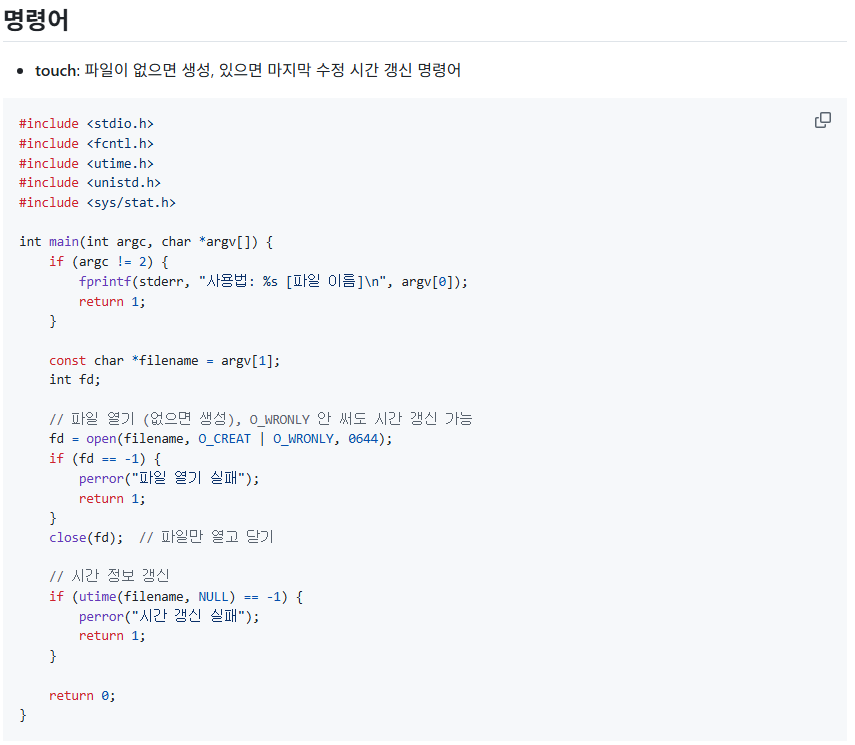 명령어
• touch: 파일이 없으면 생성, 있으면 마지막 수정 시간 갱신 명령어
#include <stdio.h>
#include <fcntl.h>
#include <utime.h>
#include <unistd.h>
#include <sys/stat.h>

int main(int argc, char *argv[]) {
    if (argc != 2) {
        fprintf(stderr, "사용법: %s [파일 이름]\n", argv[0]);
        return 1;
    }

    const char *filename = argv[1];
    int fd;

    // 파일 열기 (없으면 생성), O_WRONLY 안 써도 시간 갱신 가능
    fd = open(filename, O_CREAT | O_WRONLY, 0644);
    if (fd == -1) {
        perror("파일 열기 실패");
        return 1;
    }
    close(fd);  // 파일만 열고 닫기

    // 시간 정보 갱신
    if (utime(filename, NULL) == -1) {
        perror("시간 갱신 실패");
        return 1;
    }

    return 0;
}